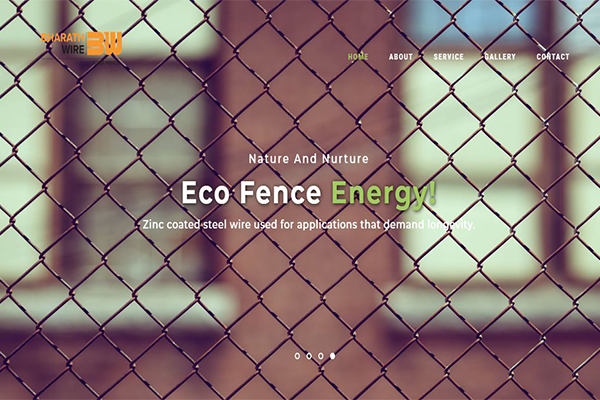 BHARATH
WIRE BW
HOME ABOUT SERVICE GALLERY CONTACT
Nature And Nurture
Eco Fence Energy!
Zinc coated steel wire used for applications that demand longevity.